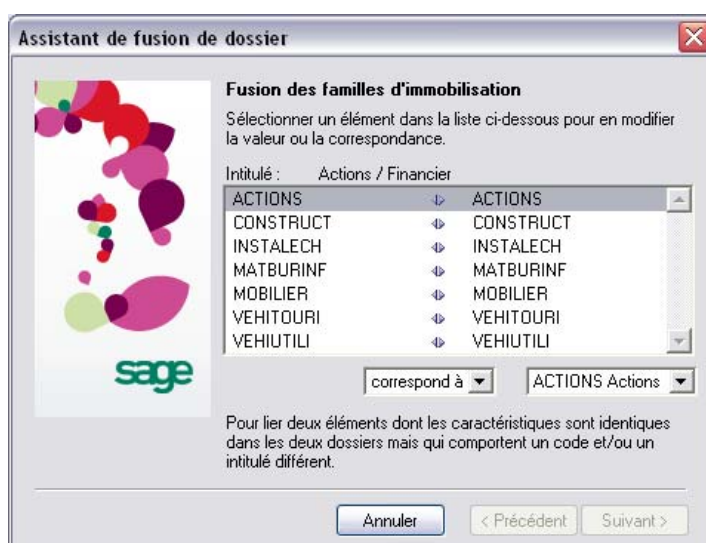 Assistant de fusion de dossier
Fusion des familles d'immobilisation
Sélectionner un élément dans la liste ci-dessous pour en modifier
la valeur ou la correspondance.
Intitulé : Actions / Financier
ACTIONS ACTIONS
CONSTRUCT CONSTRUCT
INSTALECH INSTALECH
MATBURINF MATBURINF
MOBILIER MOBILIER
VEHITOURI VEHITOURI
VEHIUTILI VEHIUTILI
sage
correspond à ACTIONS Actions
Pour lier deux éléments dont les caractéristiques sont identiques
dans les deux dossiers mais qui comportent un code et/ou un
intitulé différent.
Annuler < Précédent Suivant >